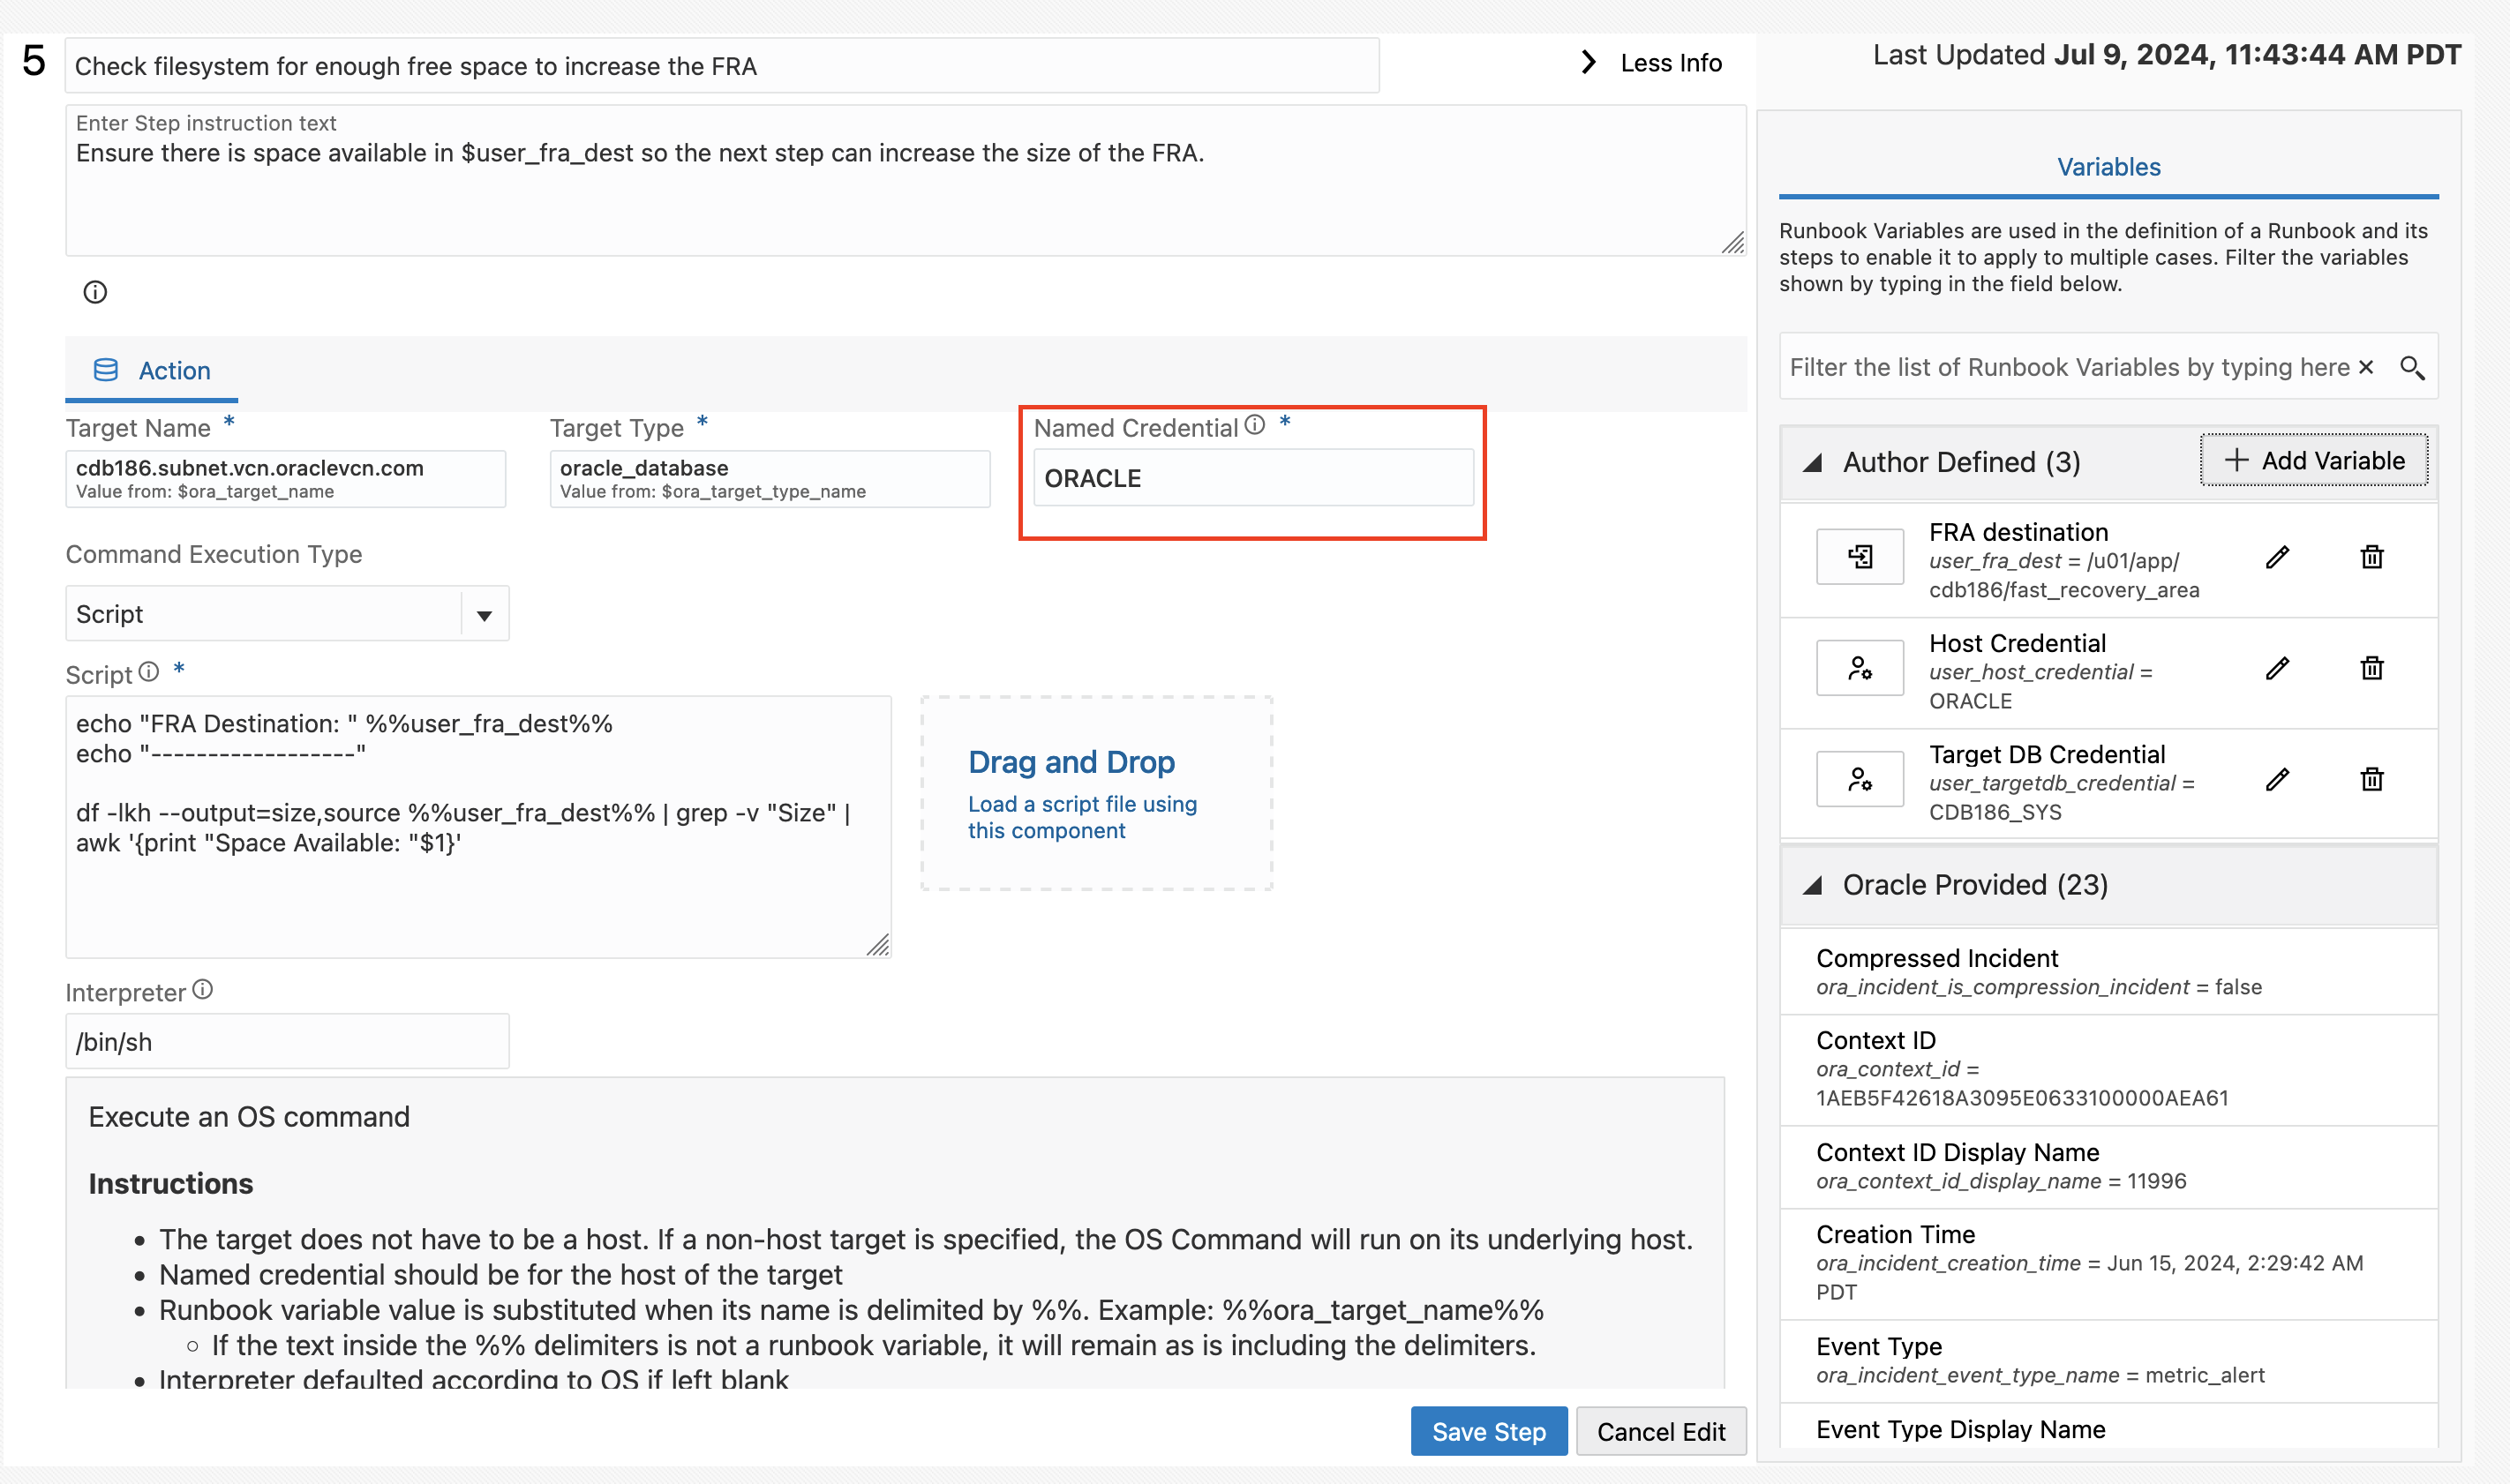 5
Check filesystem for enough free space to increase the FRA
Less Info
Enter Step instruction text
Ensure there is space available in $user_fra_dest so the next step can increase the size of the FRA.
Action
Target Name *
cdb186.subnet.vcn.oraclevcn.com
Value from: $ora_target_name
Target Type *
oracle_database
Value from: $ora_target_type_name
Named Credential *
ORACLE
Command Execution Type
Script
Script *
echo "FRA Destination: " %%user_fra_dest%%
echo "------------------"
df -lkh --output=size,source %%user_fra_dest%% | grep -v "Size" |
awk '{print "Space Available: "$1}'
Drag and Drop
Load a script file using
this component
Interpreter
/bin/sh
Execute an OS command
Instructions
• The target does not have to be a host. If a non-host target is specified, the OS Command will run on its underlying host.
• Named credential should be for the host of the target
• Runbook variable value is substituted when its name is delimited by %%. Example: %%ora_target_name%%
◦ If the text inside the %% delimiters is not a runbook variable, it will remain as is including the delimiters.
• Interpreter defaulted according to OS if left blank
Save Step
Cancel Edit
Last Updated Jul 9, 2024, 11:43:44 AM PDT
Variables
Runbook Variables are used in the definition of a Runbook and its
steps to enable it to apply to multiple cases. Filter the variables
shown by typing in the field below.
Filter the list of Runbook Variables by typing here
Author Defined (3)
+ Add Variable
FRA destination
user_fra_dest = /u01/app/
cdb186/fast_recovery_area
Host Credential
user_host_credential =
ORACLE
Target DB Credential
user_targetdb_credential =
CDB186_SYS
Oracle Provided (23)
Compressed Incident
ora_incident_is_compression_incident = false
Context ID
ora_context_id =
1AEB5F42618A3095E0633100000AEA61
Context ID Display Name
ora_context_id_display_name = 11996
Creation Time
ora_incident_creation_time = Jun 15, 2024, 2:29:42 AM
PDT
Event Type
ora_incident_event_type_name = metric_alert
Event Type Display Name